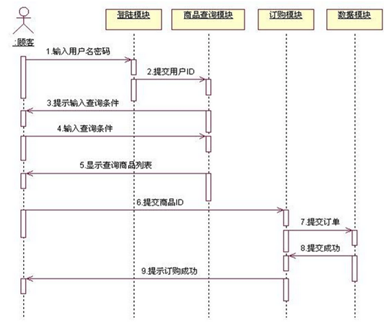 登陆模块
商品查询模块
订购模块
数据模块
:顾客
1.输入用户名密码
2.提交用户ID
3.提示输入查询条件
4.输入查询条件
5.显示查询商品列表
6.提交商品ID
7.提交订单
8.提交成功
9.提示订购成功